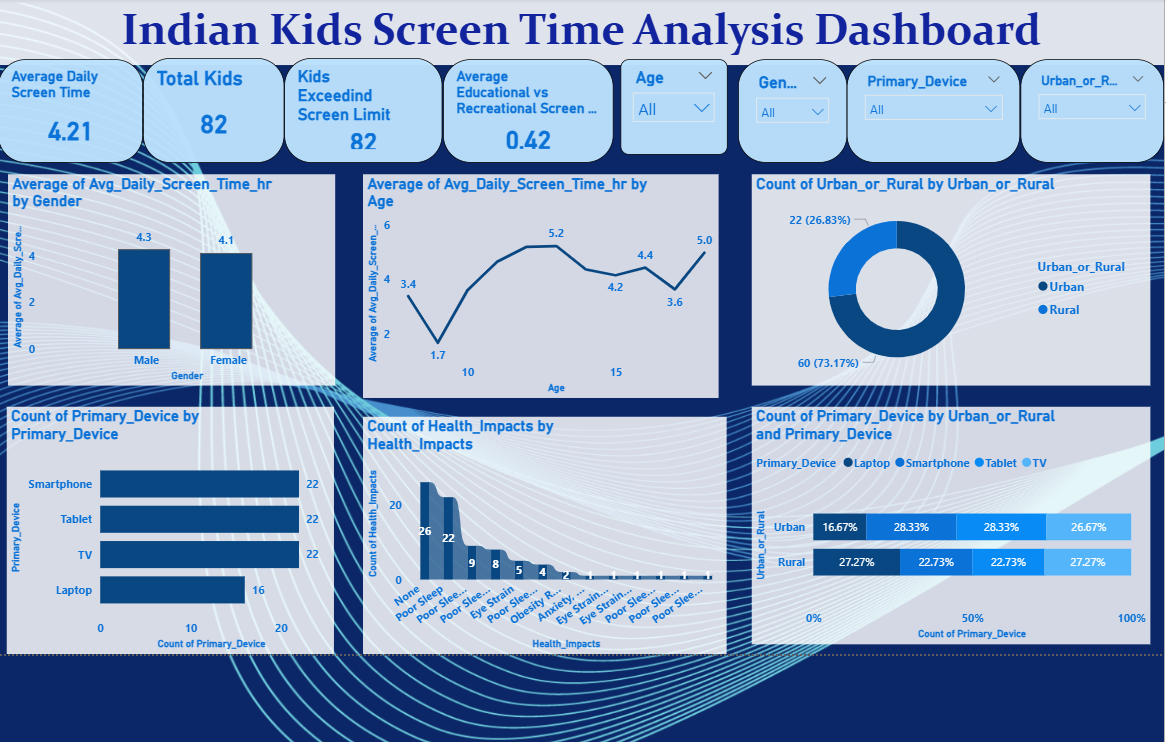 Indian Kids Screen Time Analysis Dashboard
Average Daily
Screen Time
4.21
Total Kids
82
Kids
Exceedind
Screen Limit
82
Average
Educational vs
Recreational Screen ...
0.42
Age
All
Gen...
All
Primary_Device
All
Urban_or_R...
All
Average of Avg_Daily_Screen_Time_hr
by Gender
Average of Avg_Daily_Scre...
4
2
0
4.3
4.1
Male
Female
Gender
Average of Avg_Daily_Screen_Time_hr by
Age
Average of Avg_Daily_Screen_...
6
4
2
3.4
1.7
5.2
4.2
4.4
3.6
5.0
10
15
Age
Count of Urban_or_Rural by Urban_or_Rural
22 (26.83%)
60 (73.17%)
Urban_or_Rural
Urban
Rural
Count of Primary_Device by
Primary_Device
Primary_Device
Smartphone
22
Tablet
22
TV
22
Laptop
16
0
10
20
Count of Primary_Device
Count of Health_Impacts by
Health_Impacts
Count of Health_Impacts
20
0
26
22
9
8
5
4
2
1
1
1
1
1
1
None
Poor Sleep
Poor Slee...
Poor Slee...
Eye Strain
Poor Slee...
Obesity R...
Anxiety, ...
Eye Strain...
Eye Strain...
Poor Slee...
Poor Slee...
Poor Slee...
Health_Impacts
Count of Primary_Device by Urban_or_Rural
and Primary_Device
Primary_Device Laptop Smartphone Tablet TV
Urban_or_Rural
Urban 16.67% 28.33% 28.33% 26.67%
Rural 27.27% 22.73% 22.73% 27.27%
0%
50%
100%
Count of Primary_Device